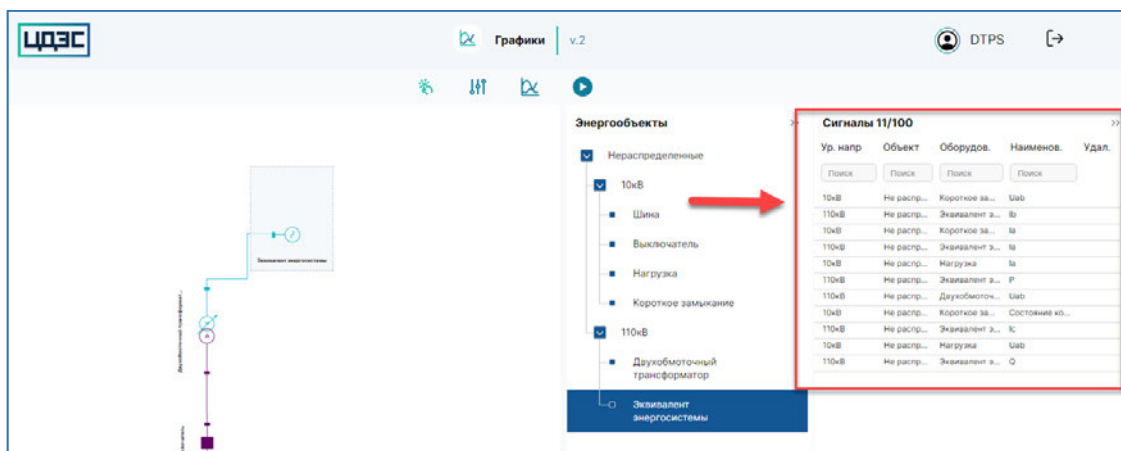 ЦДЭС
Графики v.2
DTPS
Энергообъекты
Нераспределенные
10кВ
Шина
Выключатель
Нагрузка
Короткое замыкание
110кВ
Двухобмоточный
трансформатор
Эквивалент
энергосистемы
Сигналы 11/100
Ур. напр Объект Оборудов. Наименов. Удал.
Поиск Поиск Поиск Поиск
10кВ Не распр... Короткое за... Uab
110кВ Не распр... Эквивалент э... Ib
10кВ Не распр... Короткое за... Ia
110кВ Не распр... Эквивалент э... Ia
10кВ Не распр... Нагрузка Ia
110кВ Не распр... Эквивалент э... P
110кВ Не распр... Двухобмоточ... Uab
10кВ Не распр... Короткое за... Состояние ко...
110кВ Не распр... Эквивалент э... Ic
10кВ Не распр... Нагрузка Uab
110кВ Не распр... Эквивалент э... Q
Эквивалент энергосистемы
Двухобмоточный трансформат...